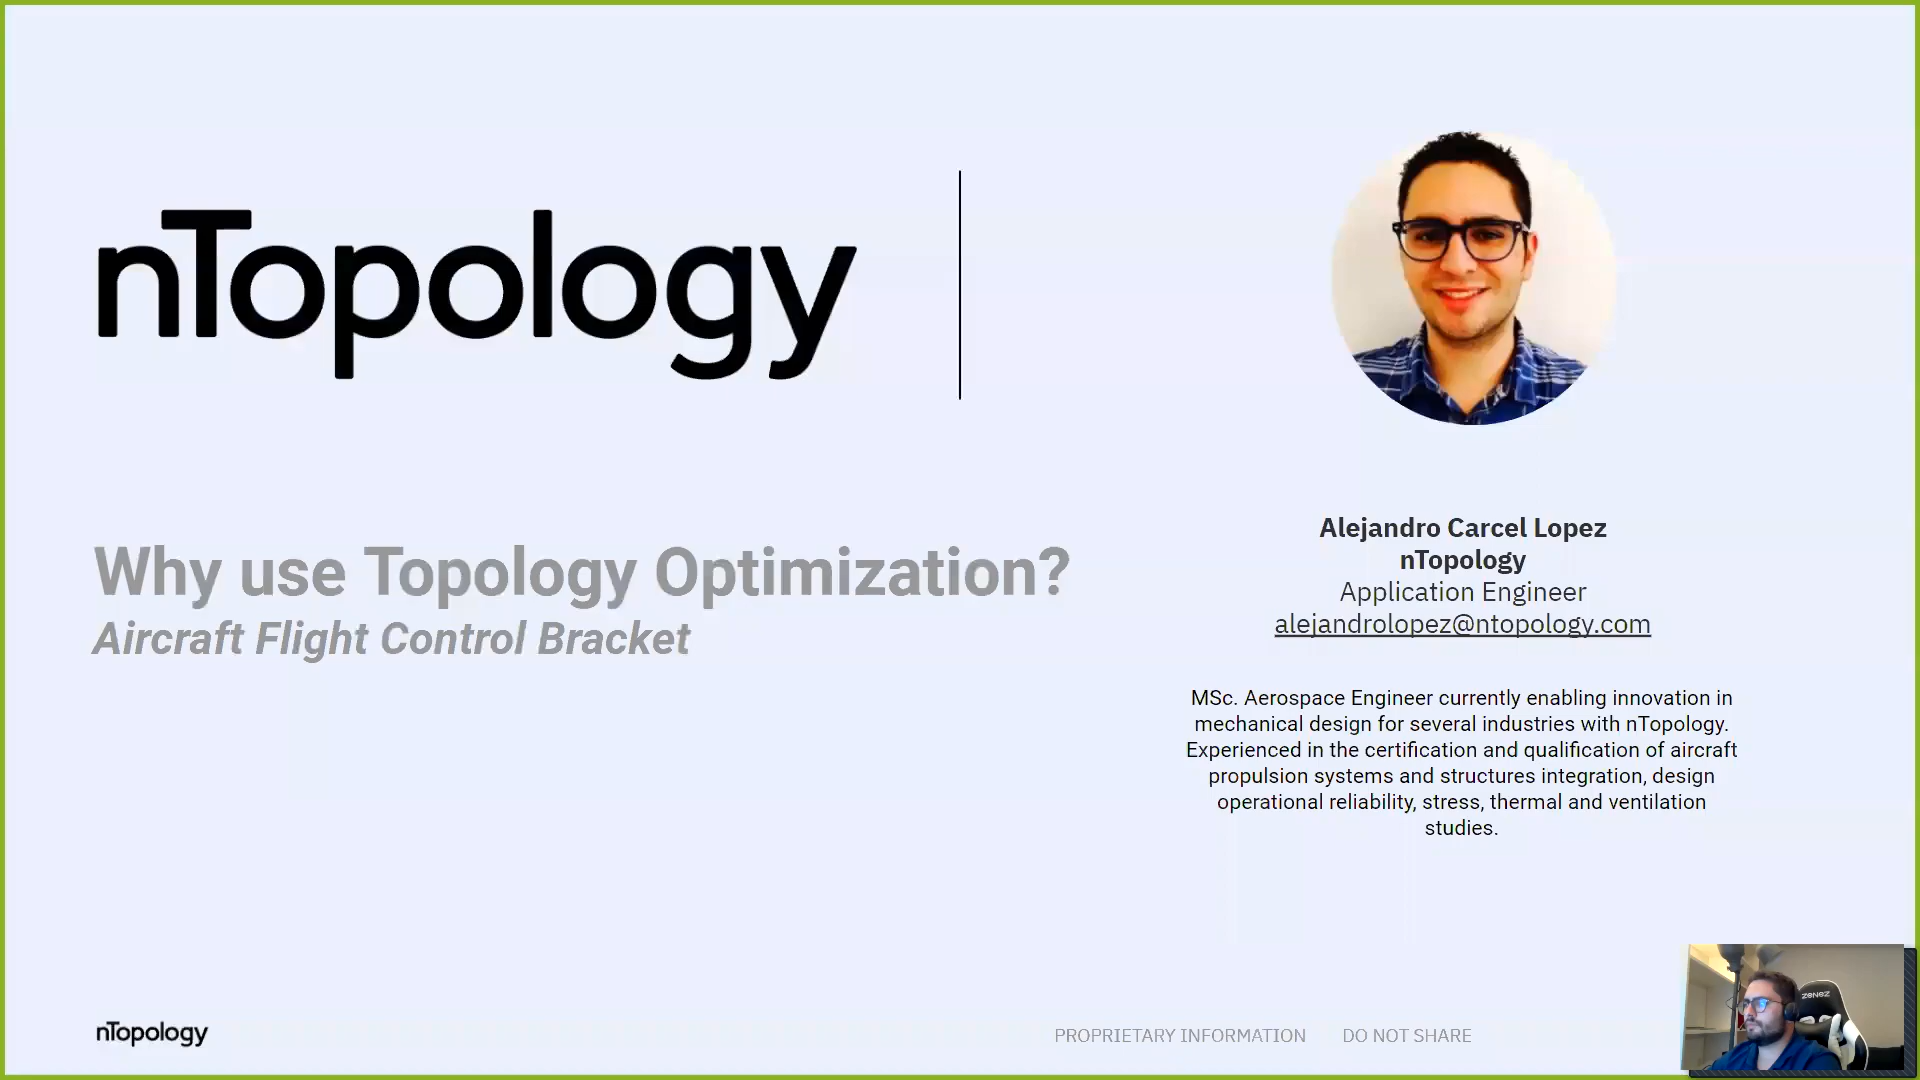 nTopology
Why use Topology Optimization?
Aircraft Flight Control Bracket
Alejandro Carcel Lopez
nTopology
Application Engineer
alejandrolopez@ntopology.com
MSc. Aerospace Engineer currently enabling innovation in
mechanical design for several industries with nTopology.
Experienced in the certification and qualification of aircraft
propulsion systems and structures integration, design
operational reliability, stress, thermal and ventilation
studies.
nTopology
PROPRIETARY INFORMATION
DO NOT SHARE
zenez